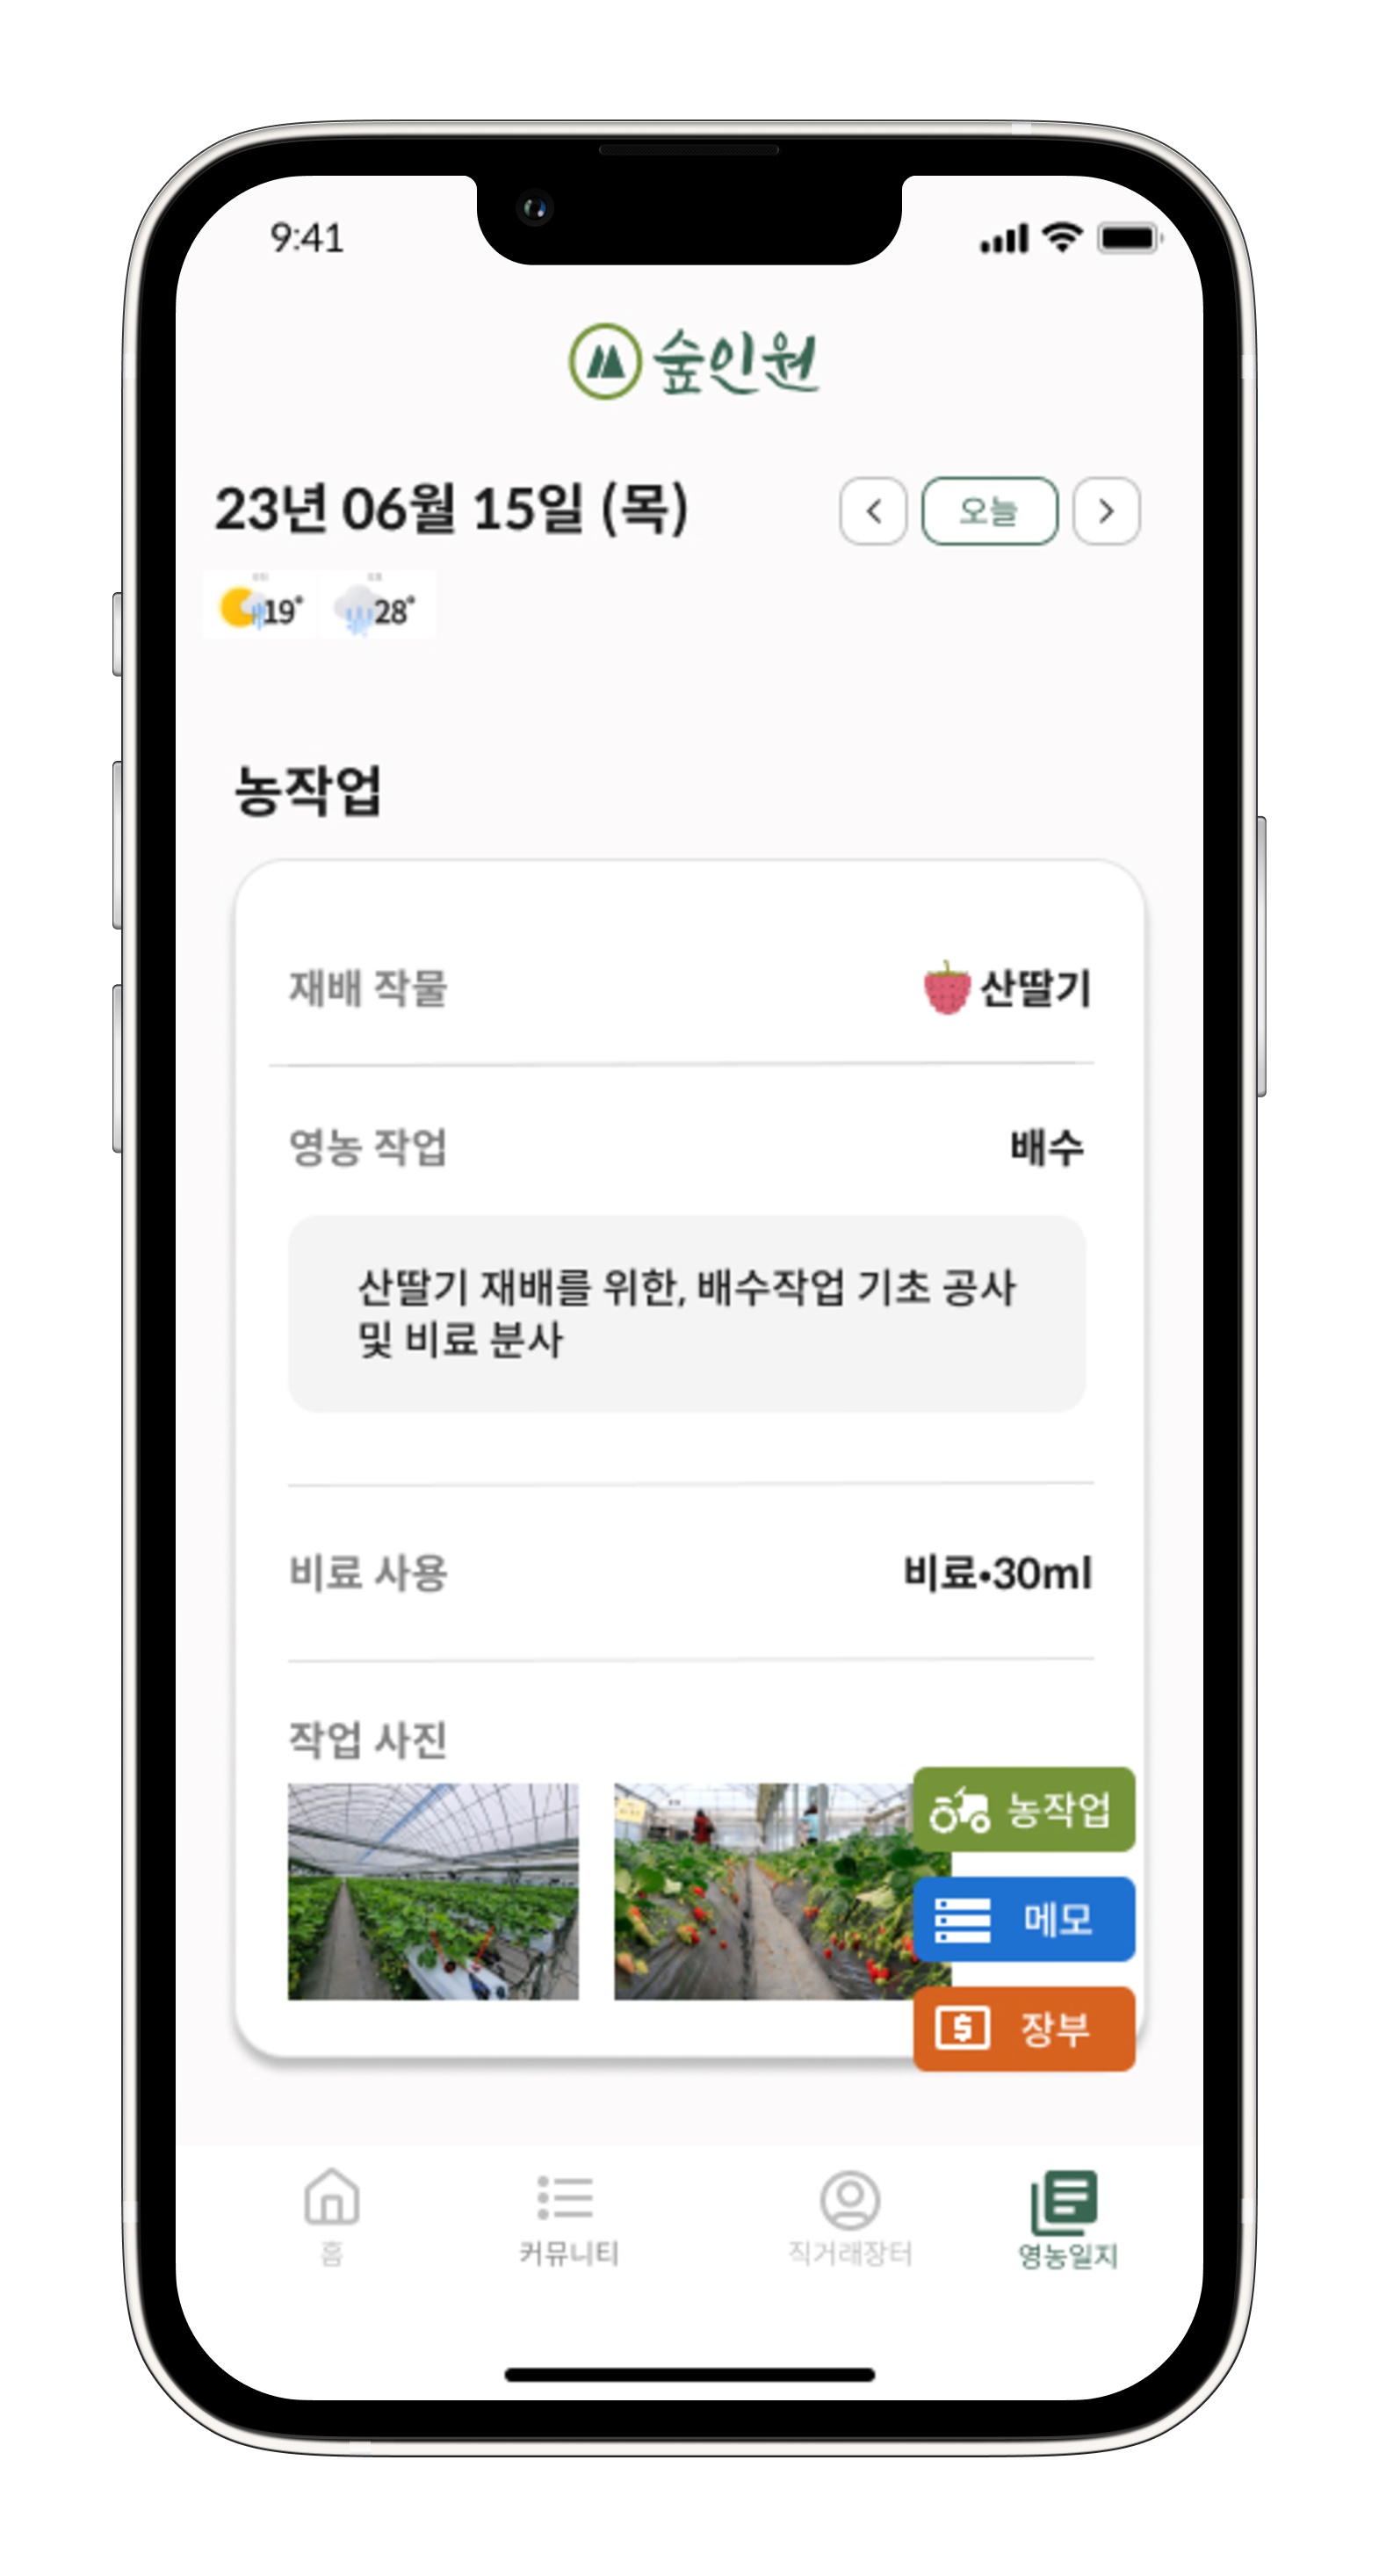 9:41
숲인원
23년 06월 15일 (목)
오늘
19°
28°
농작업
재배 작물
산딸기
영농 작업
배수
산딸기 재배를 위한, 배수작업 기초 공사
및 비료 분사
비료 사용
비료•30ml
작업 사진
농작업
메모
장부
홈
커뮤니티
직거래장터
영농일지